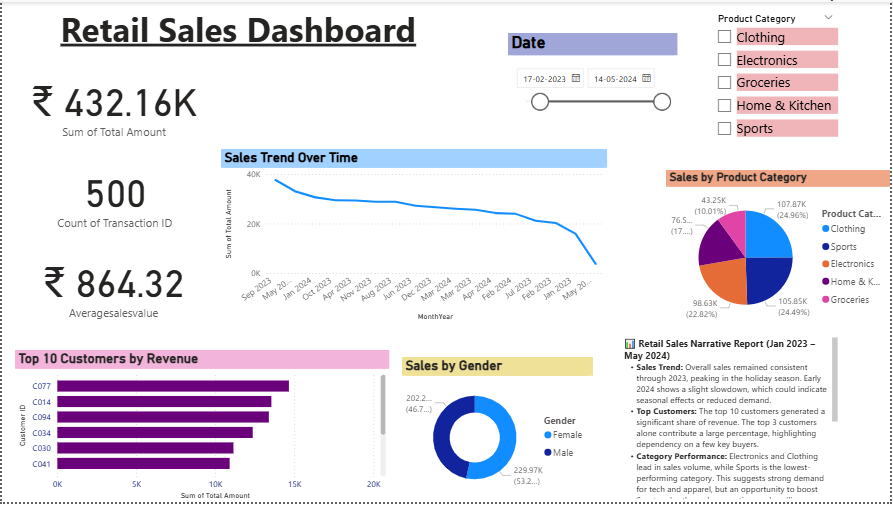 Retail Sales Dashboard
₹ 432.16K
Sum of Total Amount
500
Count of Transaction ID
₹ 864.32
Averagesalesvalue
Date
17-02-2023
14-05-2024
Product Category
Clothing
Electronics
Groceries
Home & Kitchen
Sports
Sales Trend Over Time
Sum of Total Amount
40K
20K
0K
Sep 2023
May 20...
Jan 2024
Oct 2023
Apr 2023
Nov 2023
Aug 2023
Jun 2023
Dec 2023
Mar 2024
Mar 2023
Apr 2024
Feb 2024
Jul 2023
Feb 2023
Jan 2023
May 20...
MonthYear
Sales by Product Category
43.25K
(10.01%)
107.87K
(24.96%)
76.5...
(17....)
98.63K
(22.82%)
105.85K
(24.49%)
Product Cat...
Clothing
Sports
Electronics
Home & K...
Groceries
Top 10 Customers by Revenue
Customer ID
C077
C014
C094
C034
C030
C041
0K
5K
10K
15K
20K
Sum of Total Amount
Sales by Gender
202.2...
(46.7...)
229.97K
(53.2...)
Gender
Female
Male
📊 Retail Sales Narrative Report (Jan 2023 –
May 2024)
• Sales Trend: Overall sales remained consistent
through 2023, peaking in the holiday season. Early
2024 shows a slight slowdown, which could indicate
seasonal effects or reduced demand.
• Top Customers: The top 10 customers generated a
significant share of revenue. The top 3 customers
alone contribute a large percentage, highlighting
dependency on a few key buyers.
• Category Performance: Electronics and Clothing
lead in sales volume, while Sports is the lowest-
performing category. This suggests strong demand
for tech and apparel, but an opportunity to boost